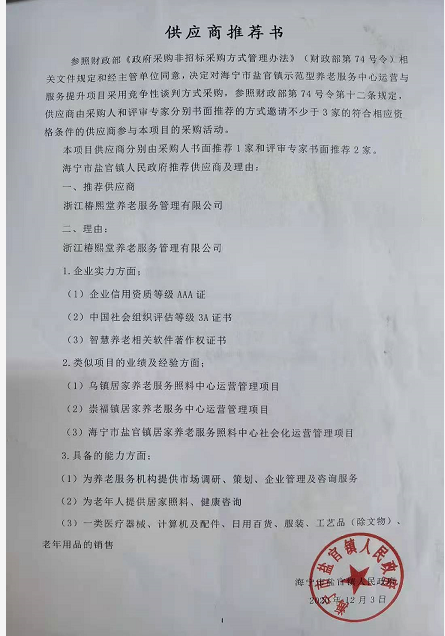 供应商推荐书
参照财政部《政府采购非招标采购方式管理办法》（财政部第74号令）相
关文件规定和经主管单位同意，决定对海宁市盐官镇示范型养老服务中心运营与
服务提升项目采用竞争性谈判方式采购，参照财政部第74号令第十二条规定，
供应商由采购人和评审专家分别书面推荐的方式邀请不少于3家的符合相应资
格条件的供应商参与本项目的采购活动。
本项目供应商分别由采购人书面推荐1家和评审专家书面推荐2家。
海宁市盐官镇人民政府推荐供应商及理由：
一、推荐供应商
浙江椿熙堂养老服务管理有限公司
二、理由：
浙江椿熙堂养老服务管理有限公司
1.企业实力方面：
（1）企业信用资质等级AAA证
（2）中国社会组织评估等级3A证书
（3）智慧养老相关软件著作权证书
2.类似项目的业绩及经验方面：
（1）乌镇居家养老服务照料中心运营管理项目
（2）崇福镇居家养老服务中心运营管理项目
（3）海宁市盐官镇居家养老服务照料中心社会化运营管理项目
3.具备的能力方面：
（1）为养老服务机构提供市场调研、策划、企业管理及咨询服务
（2）为老年人提供居家照料、健康咨询
（3）一类医疗器械、计算机及配件、日用百货、服装、工艺品（除文物）、
老年用品的销售
海宁市盐官镇人民政府
年12月3日
海宁市盐官镇人民政府
1